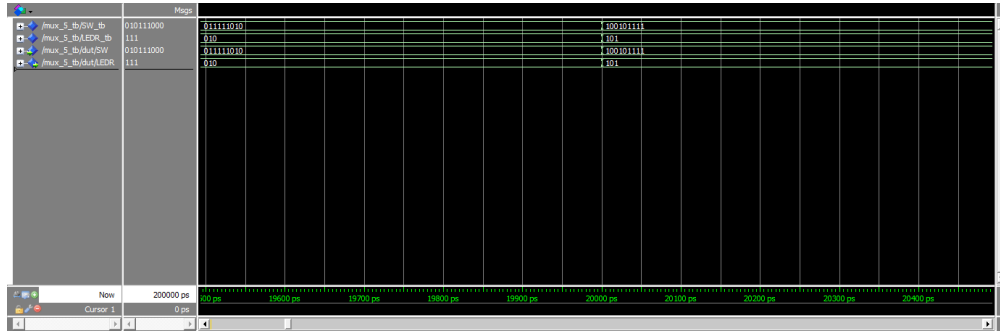 Msgs
/mux_5_tb/SW_tb 010111000 011111010 100101111
/mux_5_tb/LEDR_tb 111 010 101
/mux_5_tb/dut/SW 010111000 011111010 100101111
/mux_5_tb/dut/LEDR 111 010 101
Now 200000 ps 500 ps 19600 ps 19700 ps 19800 ps 19900 ps 20000 ps 20100 ps 20200 ps 20300 ps 20400 ps
Cursor 1 0 ps